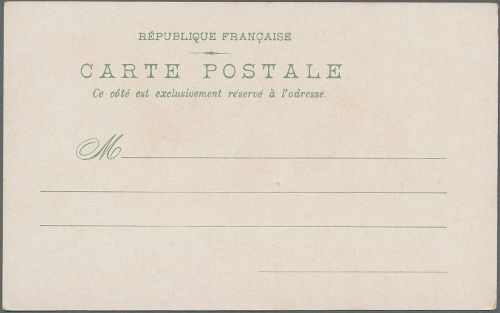 RÉPUBLIQUE FRANÇAISE
CARTE POSTALE
Ce côté est exclusivement réservé à l'adresse.
M